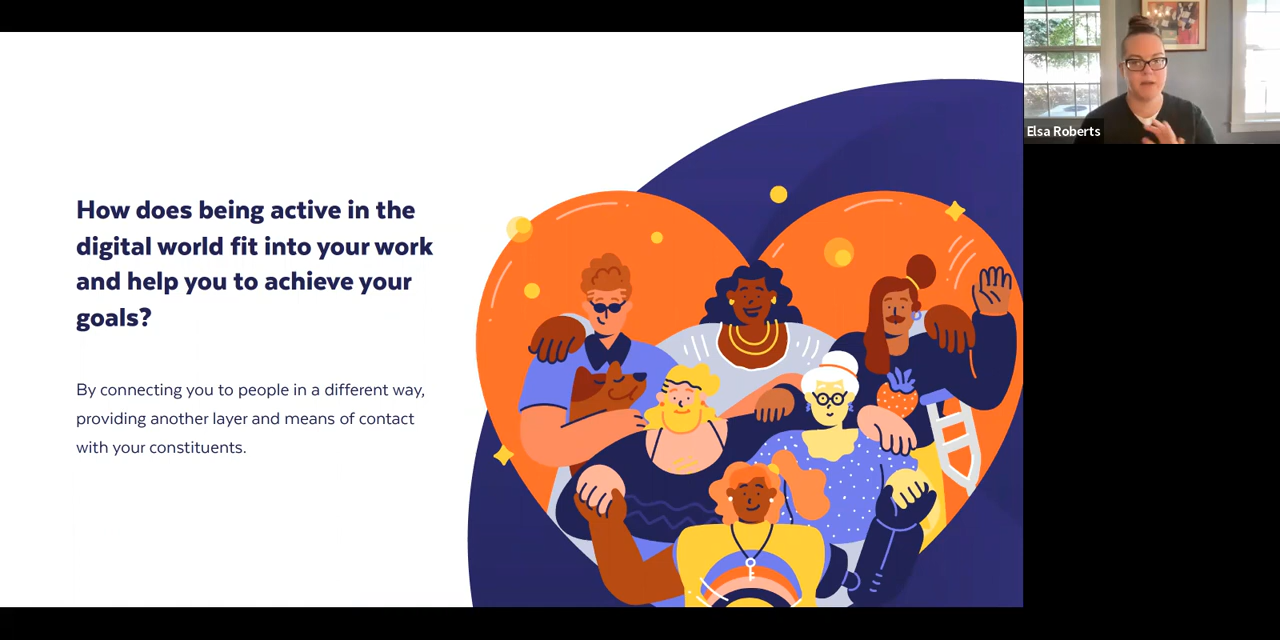 How does being active in the
digital world fit into your work
and help you to achieve your
goals?
By connecting you to people in a different way,
providing another layer and means of contact
with your constituents.
Elsa Roberts